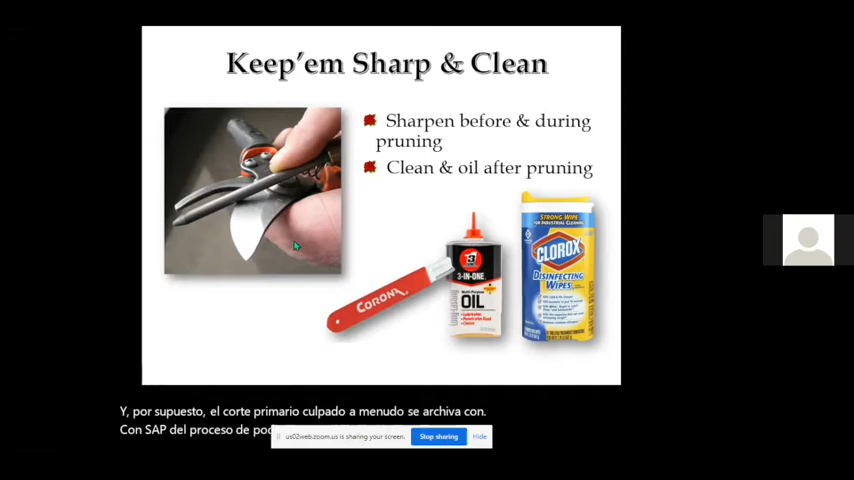 Keep'em Sharp & Clean
Sharpen before & during
pruning
Clean & oil after pruning
STRONG WIPE
FOR INDUSTRIAL CLEANING
CLOROX
DISINFECTING
WIPES
3-IN-ONE
Multi-Purpose
OIL
CORONA
Y, por supuesto, el corte primario culpado a menudo se archiva con.
Con SAP del proceso de
us02web.zoom.us is sharing your screen.
Stop sharing
Hide